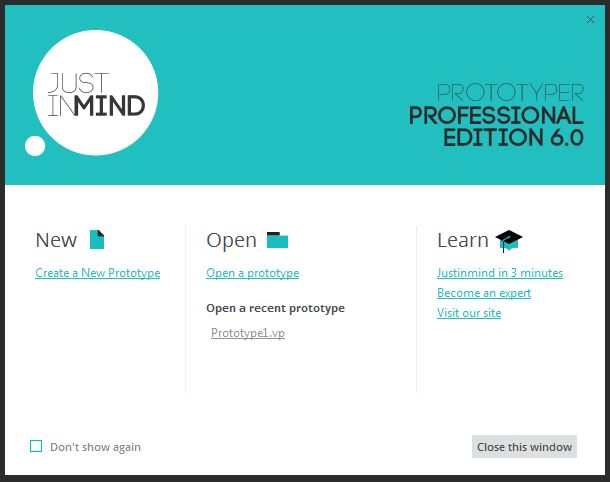 JUST
INMIND
PROTOTYPER
PROFESSIONAL
EDITION 6.0
New
Create a New Prototype
Open
Open a prototype
Open a recent prototype
Prototype1.vp
Learn
Justinmind in 3 minutes
Become an expert
Visit our site
Don't show again
Close this window